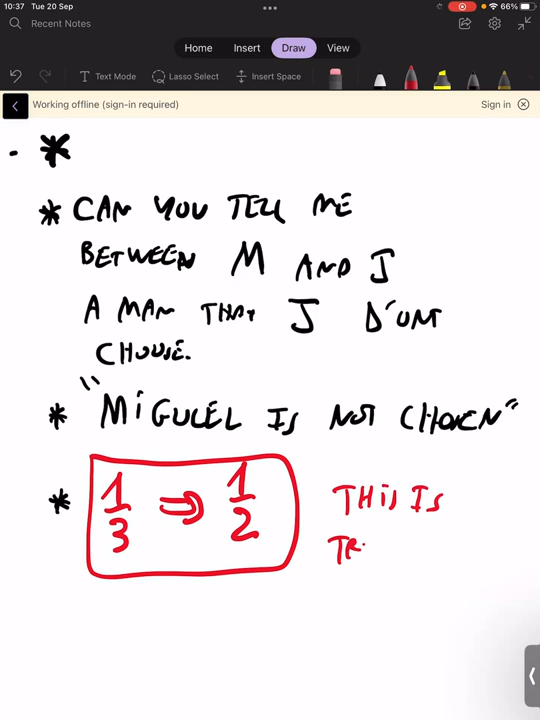 10:37 Tue 20 Sep
66%
Recent Notes
Home Insert Draw View
Text Mode Lasso Select Insert Space
Working offline (sign-in required) Sign in
- *
* CAN YOU TELL ME
BETWEEN M AND J
A MAN THAT J D'ONT
CHOOSE.
* "MiGUEL IS NOT CHOSEN"
* 1/3 ⇒ 1/2 THiS IS
TR